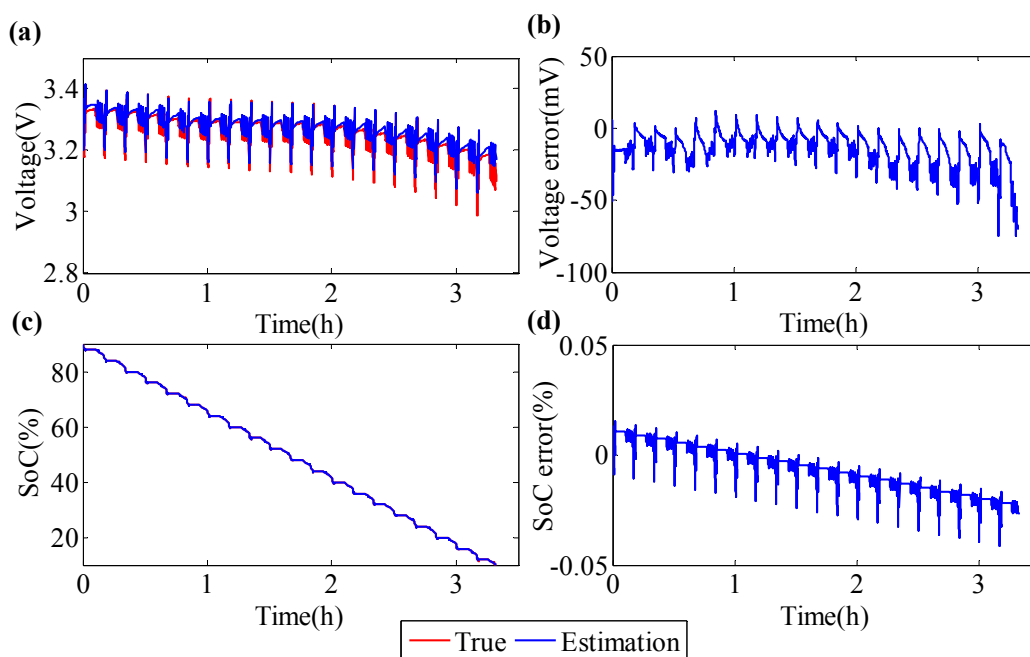 (a)
Voltage(V)
3.4
3.2
3
2.8
0
1
2
3
Time(h)
(b)
Voltage error(mV)
50
0
-50
-100
0
1
2
3
Time(h)
(c)
SoC(%)
80
60
40
20
0
1
2
3
Time(h)
(d)
SoC error(%)
0.05
0
-0.05
0
1
2
3
Time(h)
True
Estimation